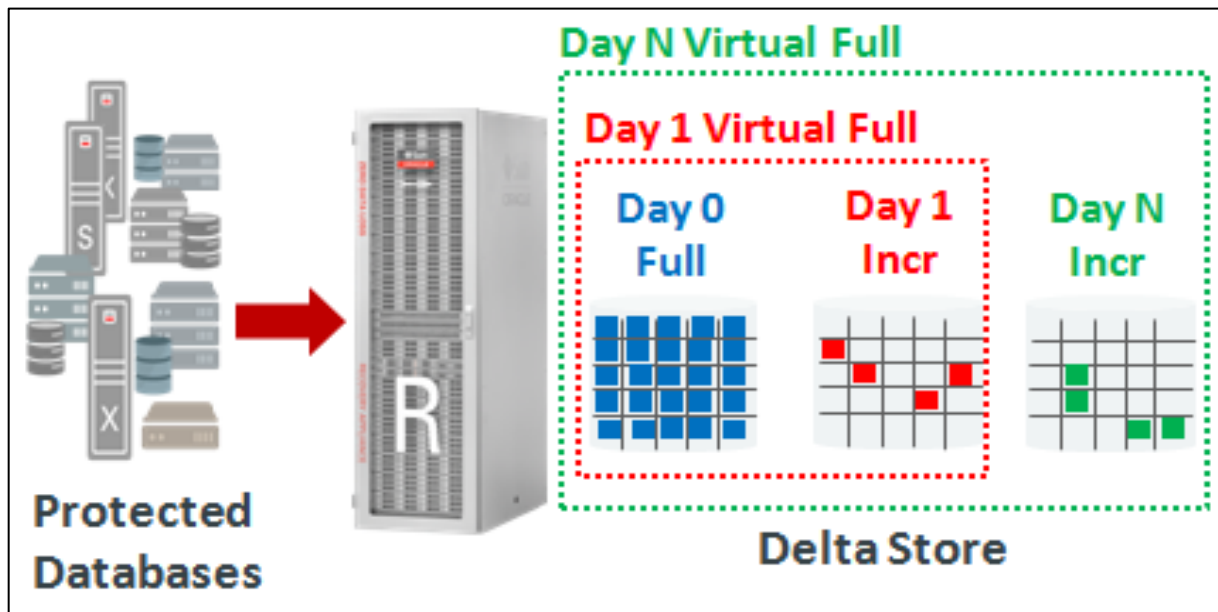 Day N Virtual Full
Day 1 Virtual Full
Day 0
Full
Day 1
Incr
Day N
Incr
K
S
X
R
Protected
Databases
Delta Store